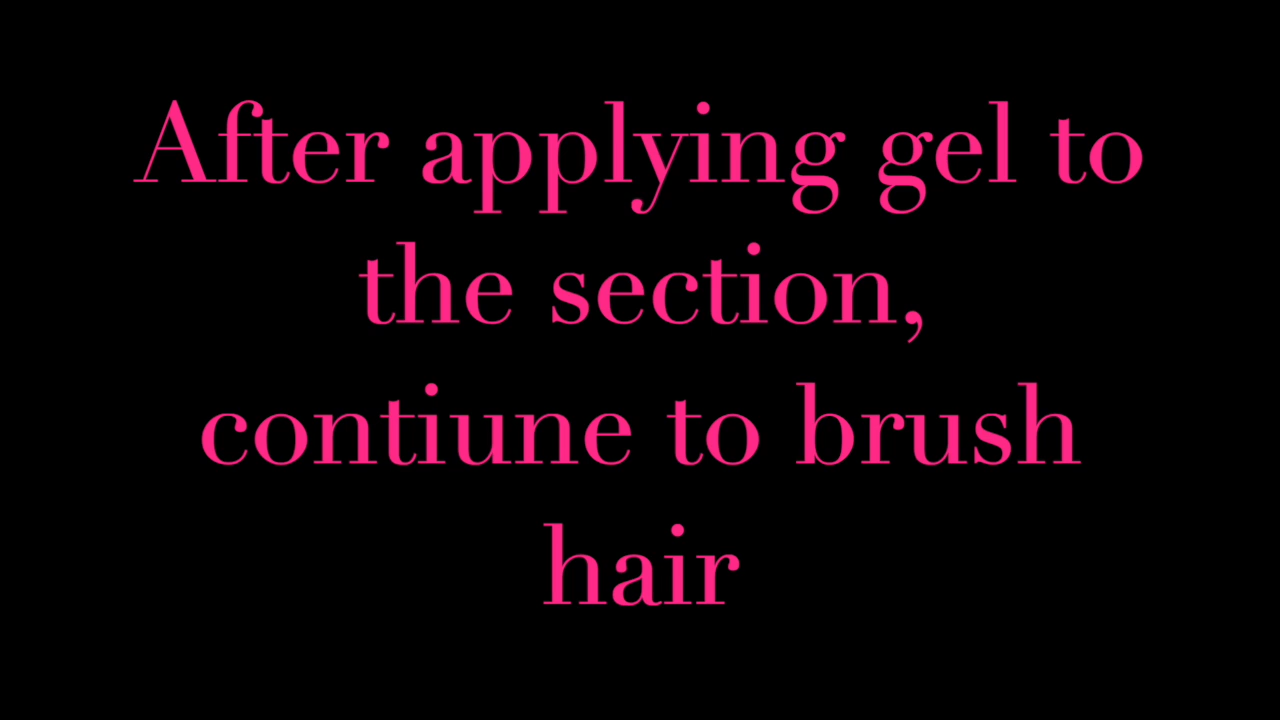 After applying gel to
the section,
contiune to brush
hair